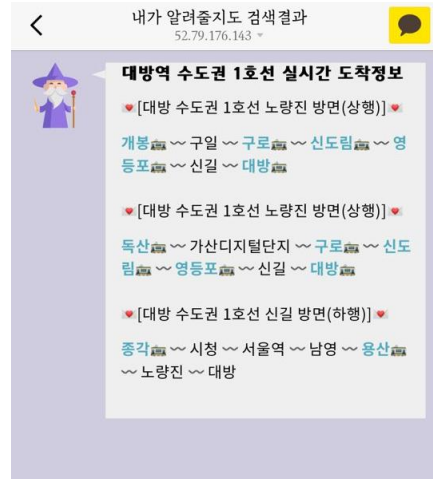 내가 알려줄지도 검색결과
52.79.176.143
대방역 수도권 1호선 실시간 도착정보
💌[대방 수도권 1호선 노량진 방면(상행)]💌
개봉🚋 〰 구일 〰 구로🚋 〰 신도림🚋 〰 영
등포🚋 〰 신길 〰 대방🚋
💌[대방 수도권 1호선 노량진 방면(상행)]💌
독산🚋 〰 가산디지털단지 〰 구로🚋 〰 신도
림🚋 〰 영등포🚋 〰 신길 〰 대방🚋
💌[대방 수도권 1호선 신길 방면(하행)]💌
종각🚋 〰 시청 〰 서울역 〰 남영 〰 용산🚋
〰 노량진 〰 대방